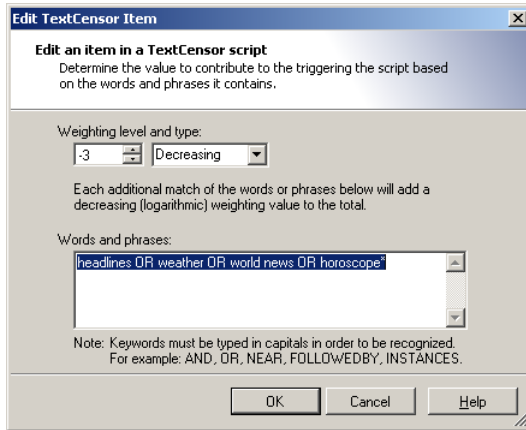 Edit TextCensor Item
Edit an item in a TextCensor script
Determine the value to contribute to the triggering the script based
on the words and phrases it contains.
Weighting level and type:
-3 Decreasing
Each additional match of the words or phrases below will add a
decreasing (logarithmic) weighting value to the total.
Words and phrases:
headlines OR weather OR world news OR horoscope*
Note: Keywords must be typed in capitals in order to be recognized.
For example: AND, OR, NEAR, FOLLOWEDBY, INSTANCES.
OK Cancel Help